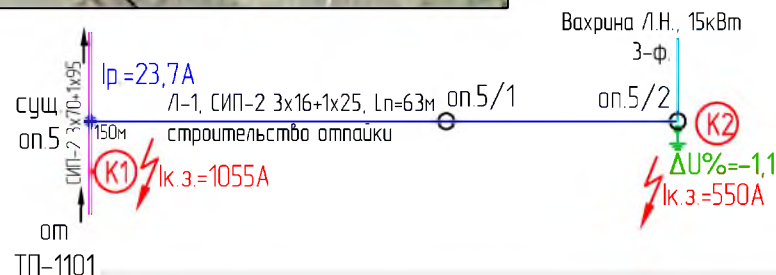 Вахрина Л.Н., 15кВт
3-ф.
СИП-2 3х70+1х95
Iр.=23,7А
сущ.
оп.5
Л-1, СИП-2 3х16+1х25, Lп=63м
оп.5/1
оп.5/2
150м
строительство отпайки
К1
Iк.з.=1055А
К2
ΔU%=-1,1
Iк.з.=550А
от
ТП-1101